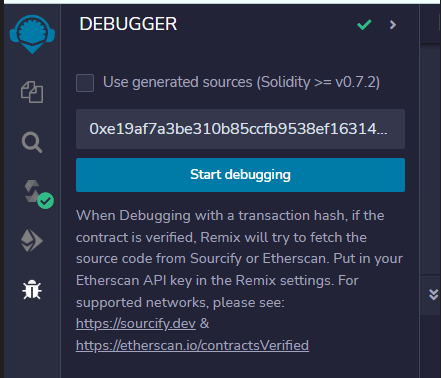 DEBUGGER
Use generated sources (Solidity >= v0.7.2)
0xe19af7a3be310b85ccfb9538ef16314...
Start debugging
When Debugging with a transaction hash, if the
contract is verified, Remix will try to fetch the
source code from Sourcify or Etherscan. Put in your
Etherscan API key in the Remix settings. For
supported networks, please see:
https://sourcify.dev &
https://etherscan.io/contractsVerified